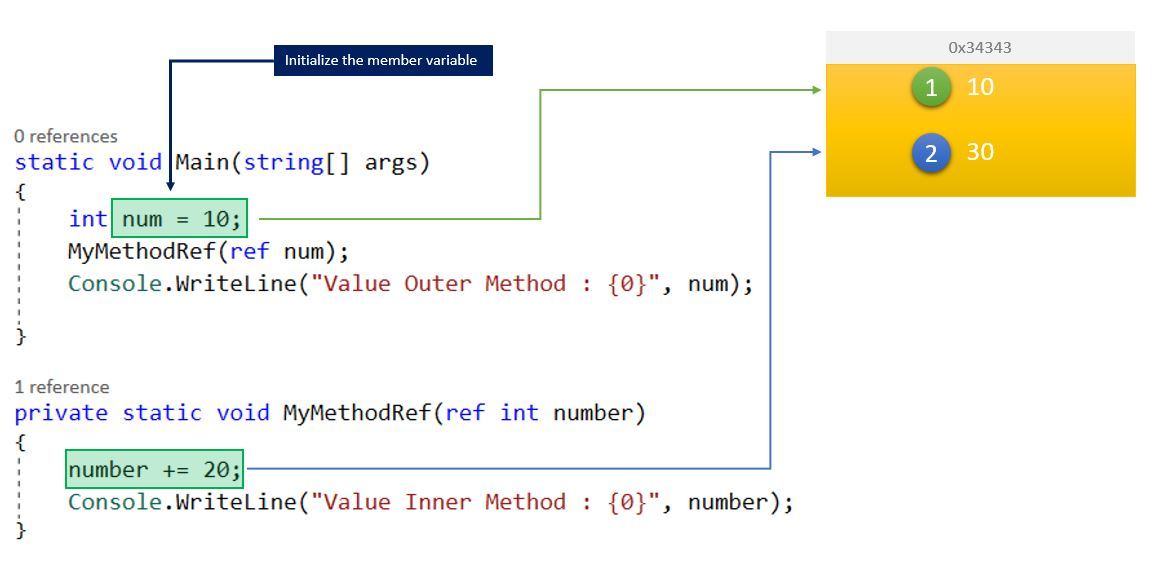 Initialize the member variable
0x34343
1 10
2 30
0 references
static void Main(string[] args)
{
int num = 10;
MyMethodRef(ref num);
Console.WriteLine("Value Outer Method : {0}", num);
}
1 reference
private static void MyMethodRef(ref int number)
{
number += 20;
Console.WriteLine("Value Inner Method : {0}", number);
}